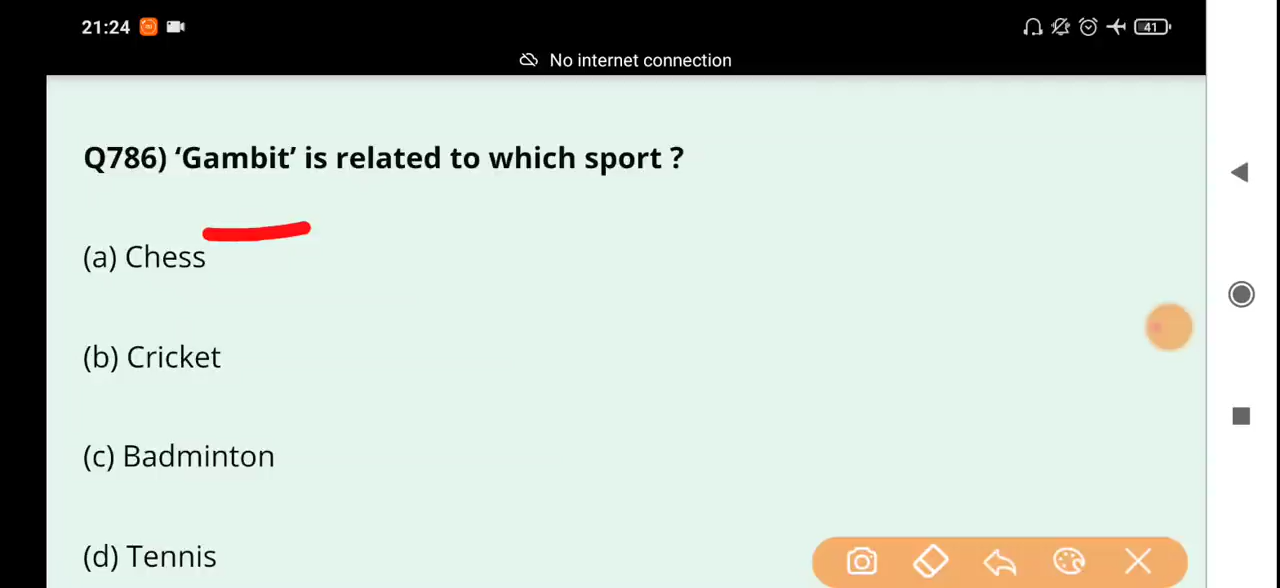 21:24
41
No internet connection
Q786) ‘Gambit’ is related to which sport ?
(a) Chess
(b) Cricket
(c) Badminton
(d) Tennis